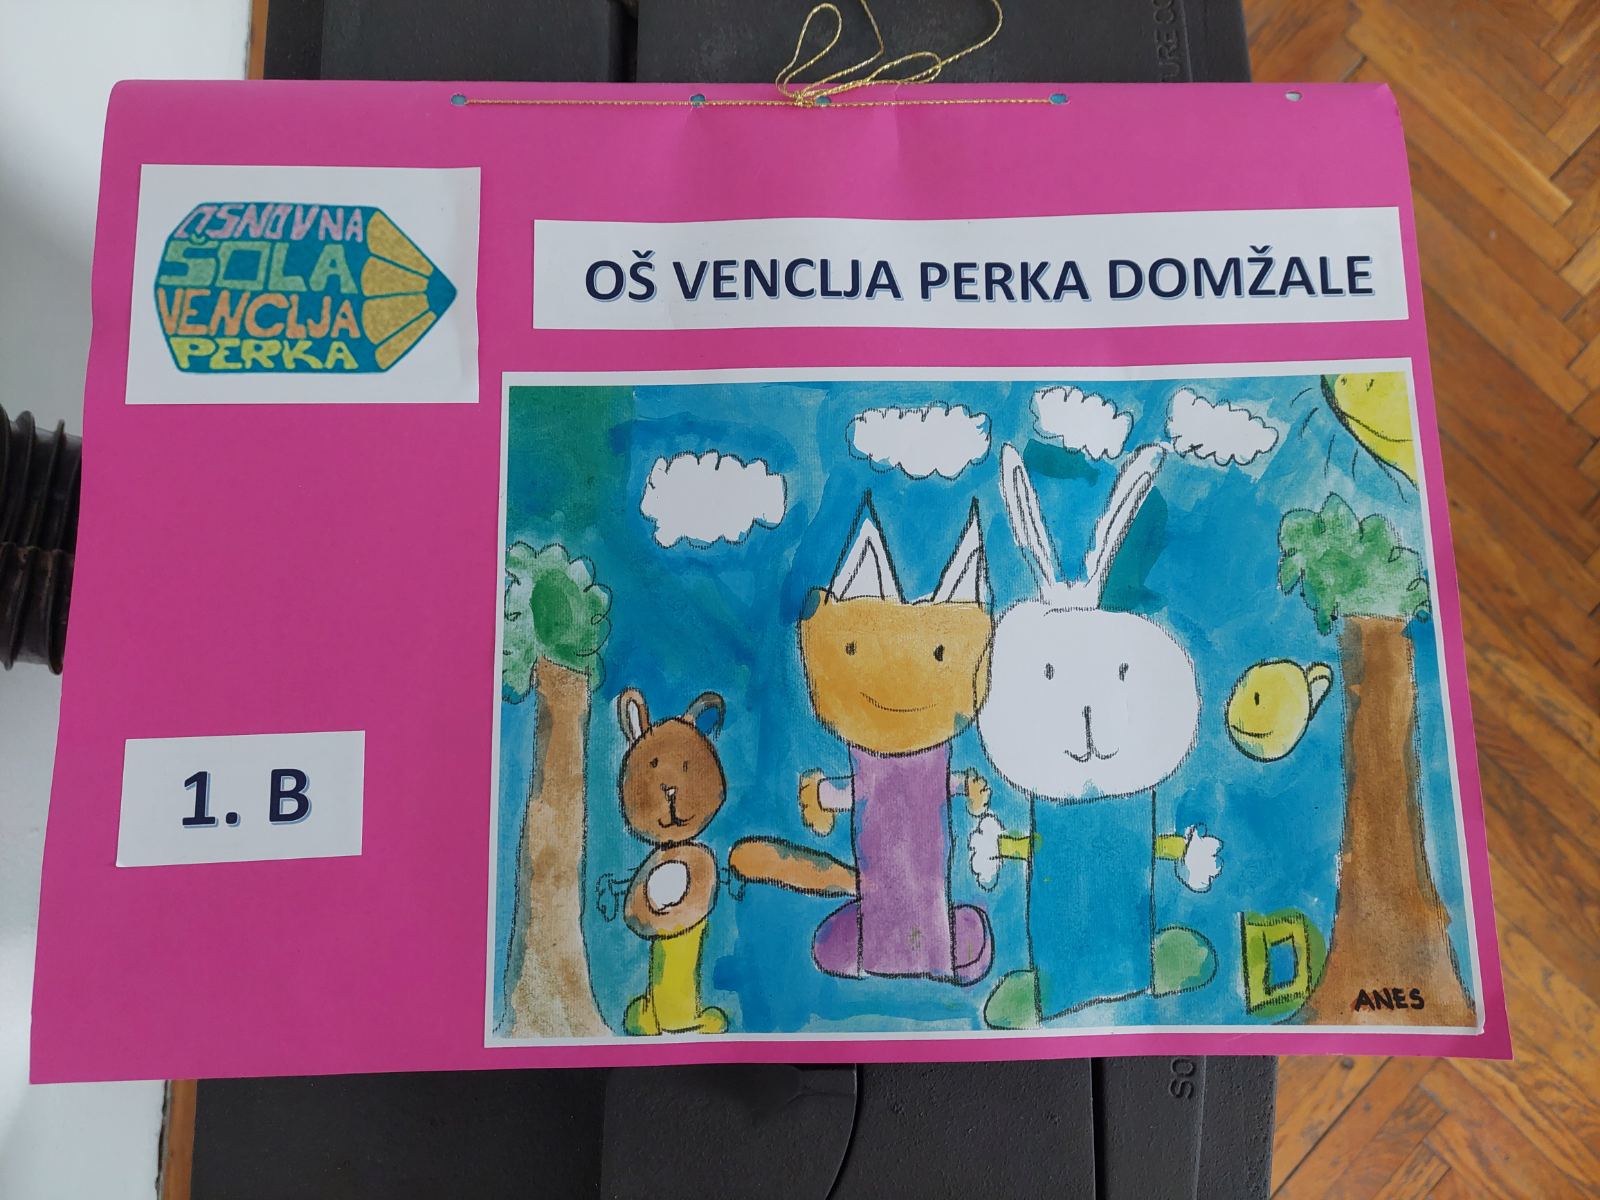 OSNOVNA
ŠOLA
VENCLJA
PERKA
OŠ VENCLJA PERKA DOMŽALE
1. B
ANES